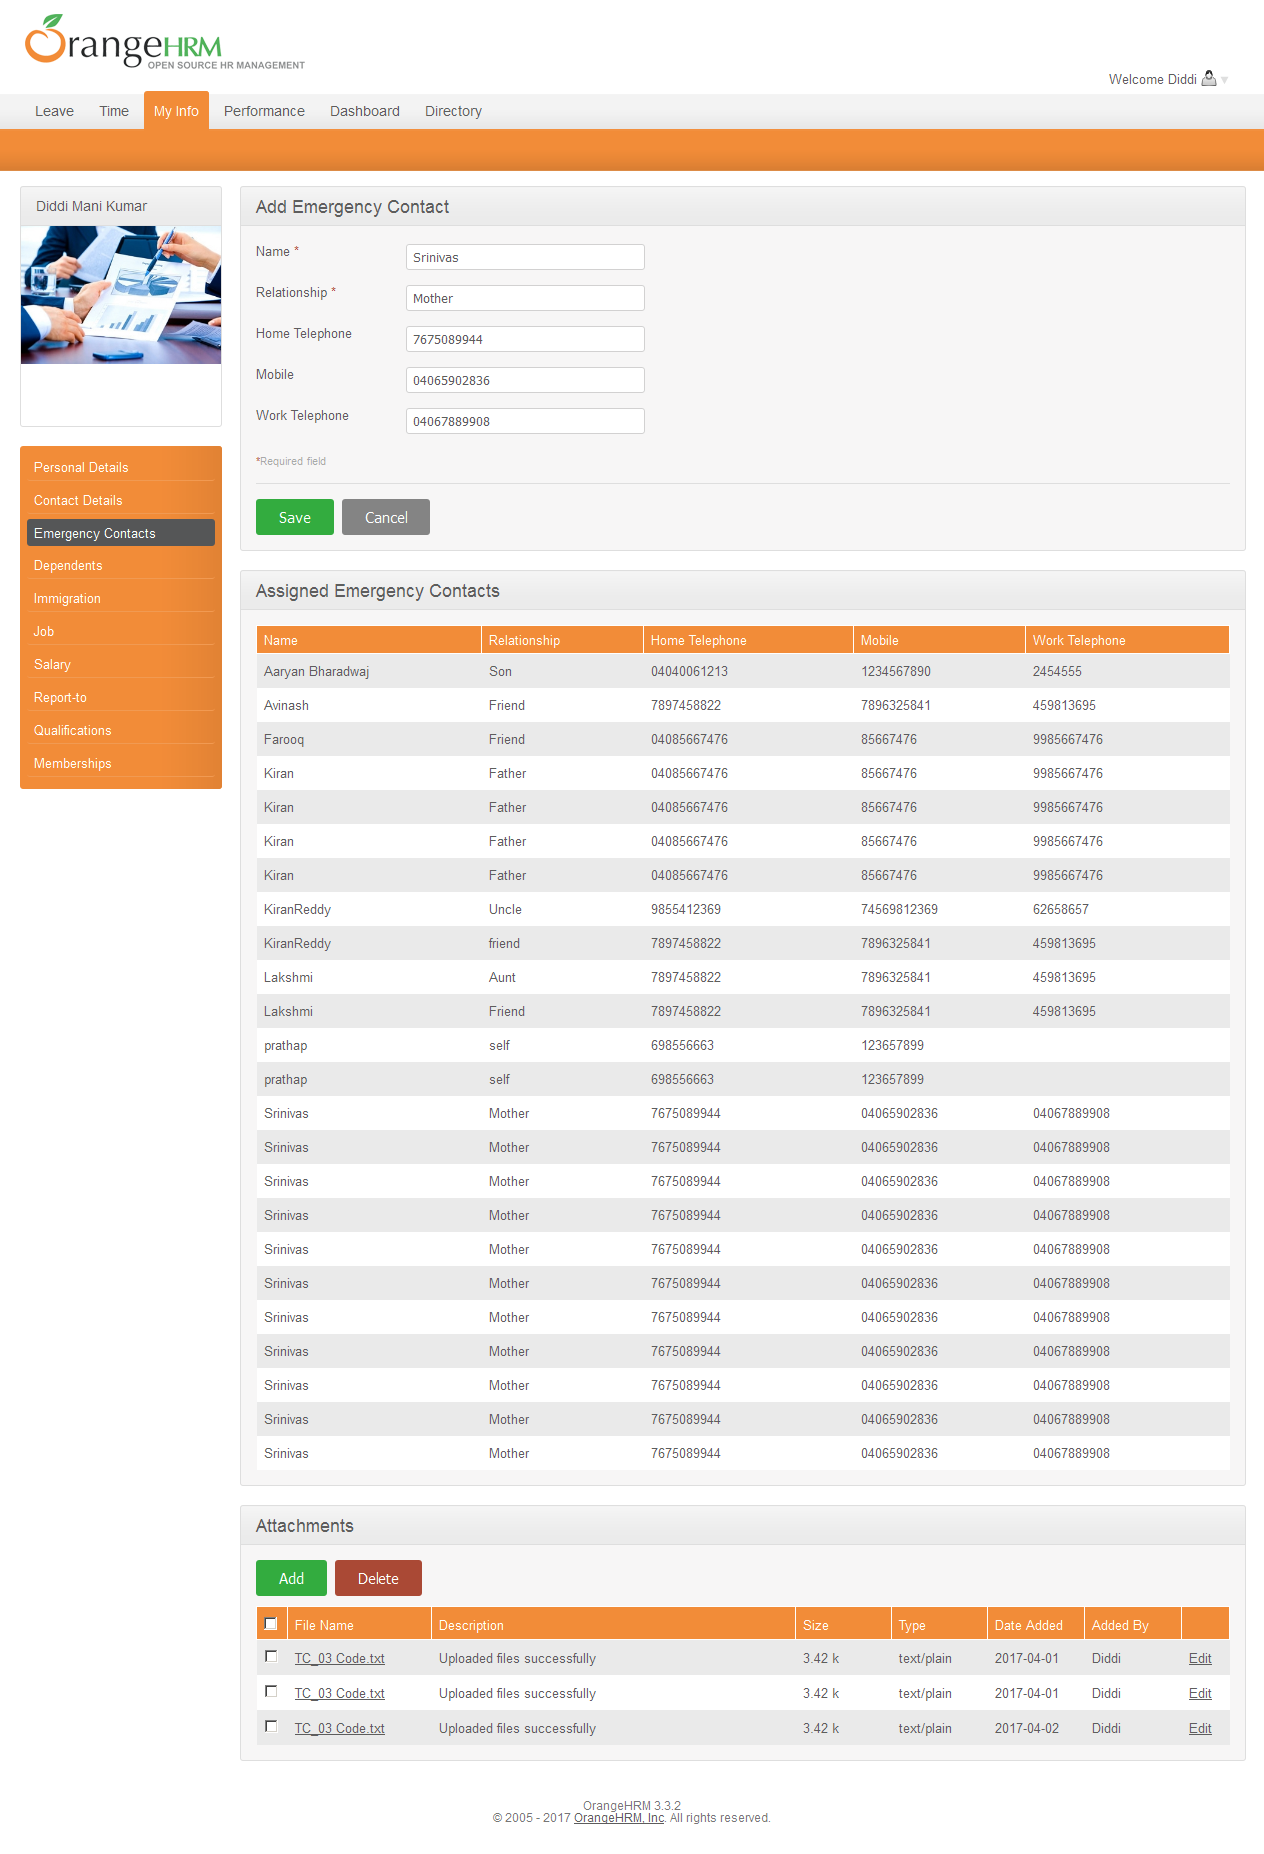 OrangeHRM
OPEN SOURCE HR MANAGEMENT
Welcome Diddi
Leave Time My Info Performance Dashboard Directory
Diddi Mani Kumar
Personal Details
Contact Details
Emergency Contacts
Dependents
Immigration
Job
Salary
Report-to
Qualifications
Memberships
Add Emergency Contact
Name * Srinivas
Relationship * Mother
Home Telephone 7675089944
Mobile 04065902836
Work Telephone 04067889908
*Required field
Save Cancel
Assigned Emergency Contacts
Name Relationship Home Telephone Mobile Work Telephone
Aaryan Bharadwaj Son 04040061213 1234567890 2454555
Avinash Friend 7897458822 7896325841 459813695
Farooq Friend 04085667476 85667476 9985667476
Kiran Father 04085667476 85667476 9985667476
Kiran Father 04085667476 85667476 9985667476
Kiran Father 04085667476 85667476 9985667476
Kiran Father 04085667476 85667476 9985667476
KiranReddy Uncle 9855412369 74569812369 62658657
KiranReddy friend 7897458822 7896325841 459813695
Lakshmi Aunt 7897458822 7896325841 459813695
Lakshmi Friend 7897458822 7896325841 459813695
prathap self 698556663 123657899
prathap self 698556663 123657899
Srinivas Mother 7675089944 04065902836 04067889908
Srinivas Mother 7675089944 04065902836 04067889908
Srinivas Mother 7675089944 04065902836 04067889908
Srinivas Mother 7675089944 04065902836 04067889908
Srinivas Mother 7675089944 04065902836 04067889908
Srinivas Mother 7675089944 04065902836 04067889908
Srinivas Mother 7675089944 04065902836 04067889908
Srinivas Mother 7675089944 04065902836 04067889908
Srinivas Mother 7675089944 04065902836 04067889908
Srinivas Mother 7675089944 04065902836 04067889908
Srinivas Mother 7675089944 04065902836 04067889908
Attachments
Add Delete
File Name Description Size Type Date Added Added By
TC_03 Code.txt Uploaded files successfully 3.42 k text/plain 2017-04-01 Diddi Edit
TC_03 Code.txt Uploaded files successfully 3.42 k text/plain 2017-04-01 Diddi Edit
TC_03 Code.txt Uploaded files successfully 3.42 k text/plain 2017-04-02 Diddi Edit
OrangeHRM 3.3.2
© 2005 - 2017 OrangeHRM, Inc. All rights reserved.